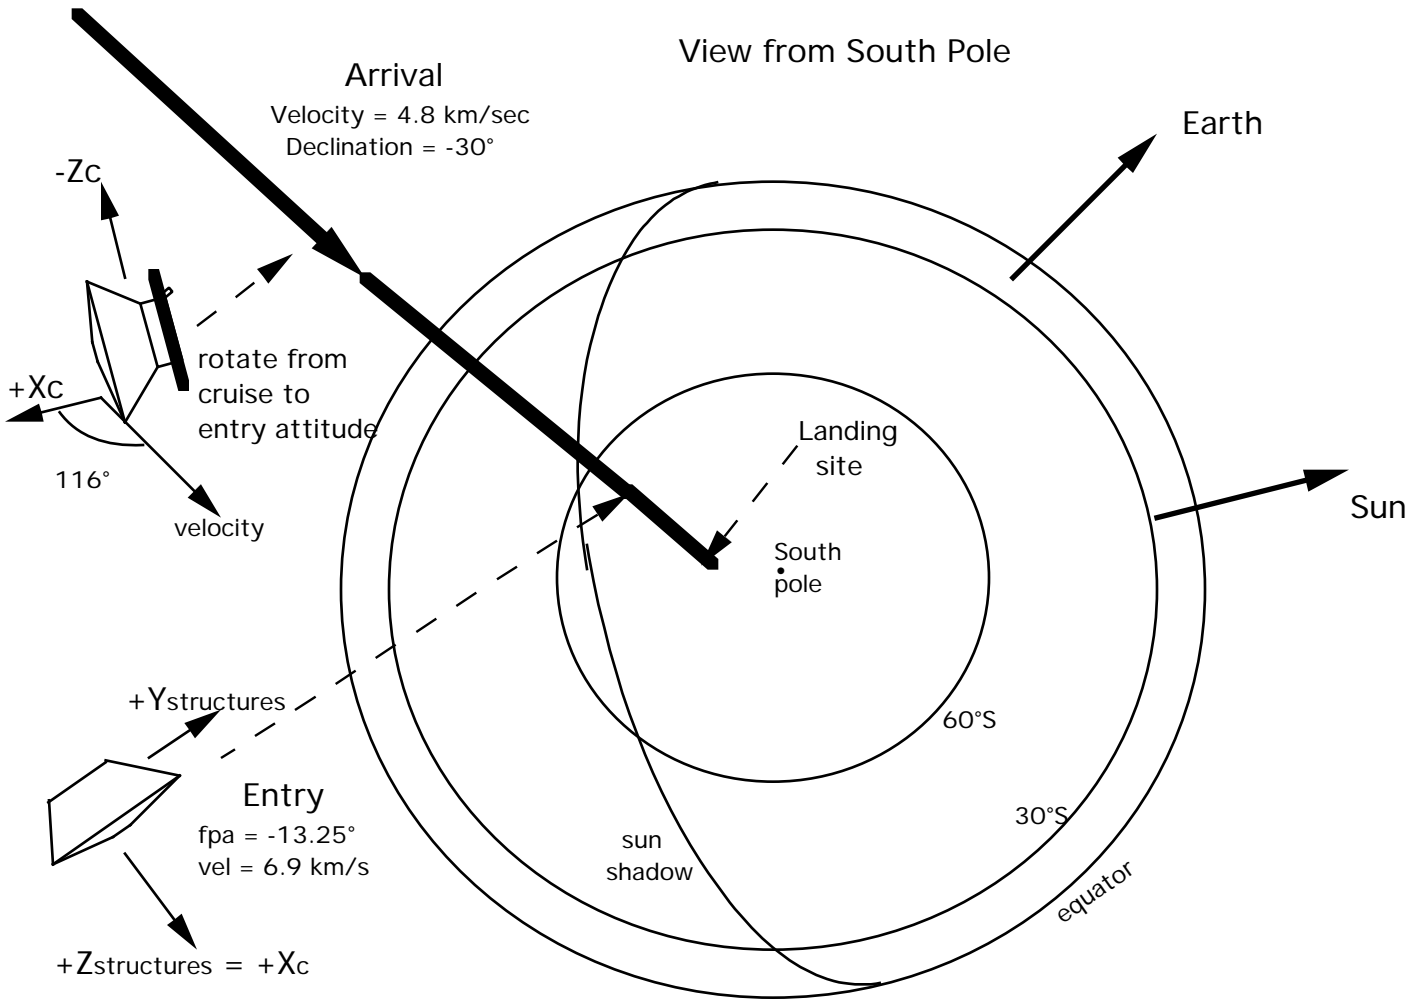 View from South Pole
Arrival
Velocity = 4.8 km/sec
Declination = -30°
Earth
-Zc
rotate from
cruise to
entry attitude
+Xc
116°
velocity
Landing
site
Sun
South
pole
+Ystructures
60°S
Entry
fpa = -13.25°
vel = 6.9 km/s
30°S
sun
shadow
equator
+Zstructures = +Xc